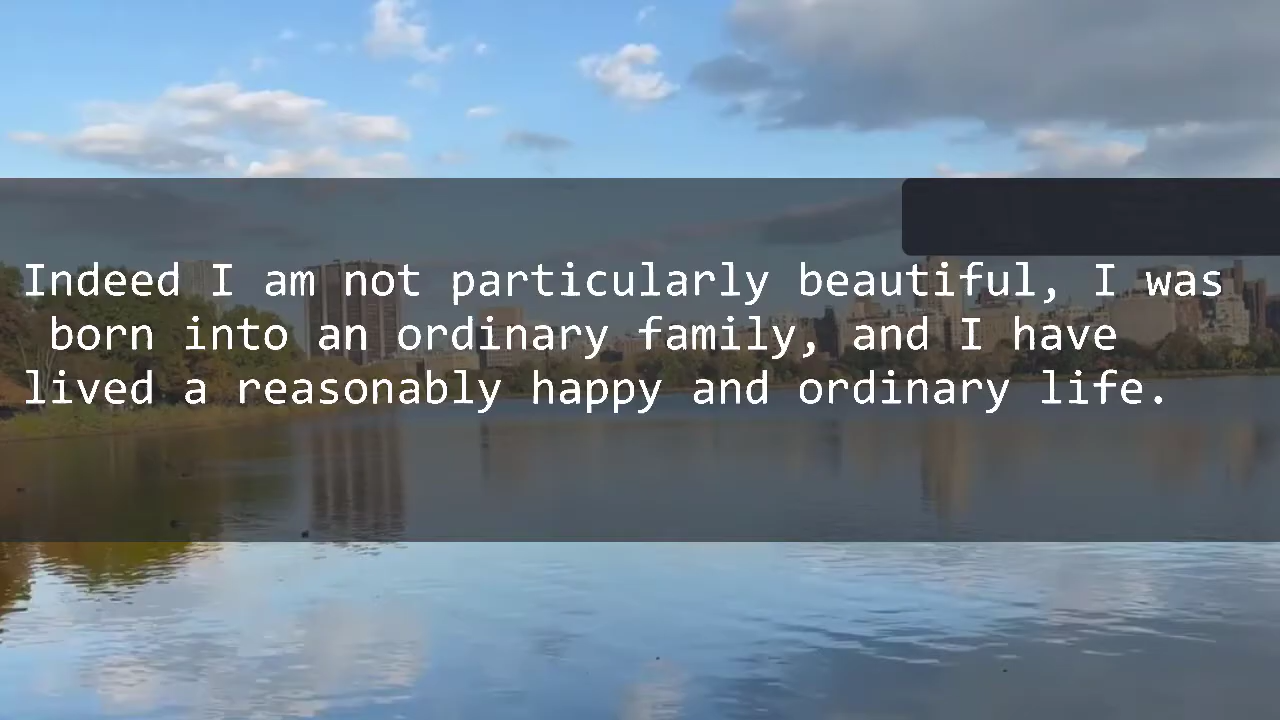 Indeed I am not particularly beautiful, I was
born into an ordinary family, and I have
lived a reasonably happy and ordinary life.